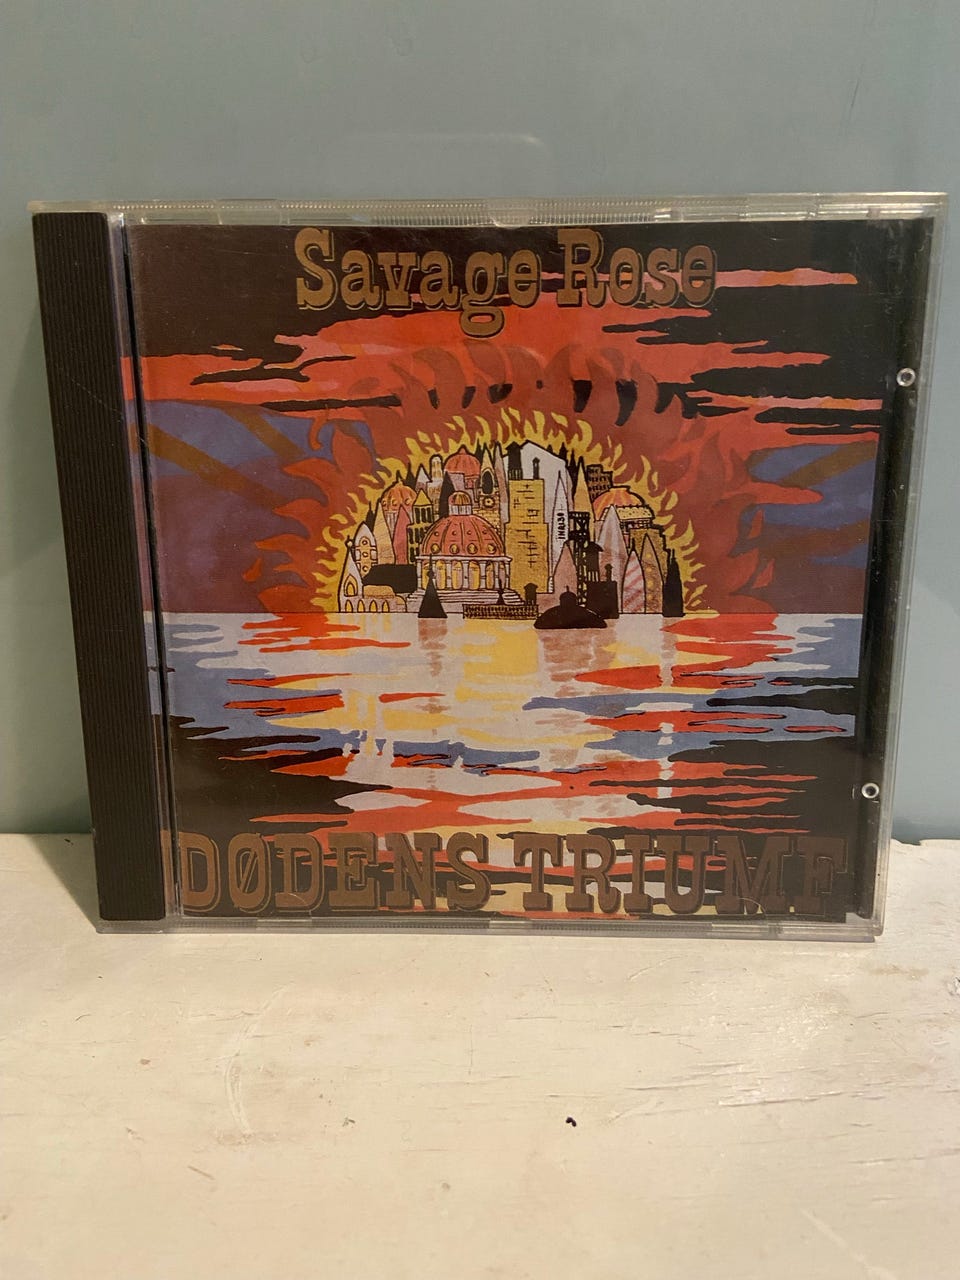 Savage Rose
DØDENS TRIUMF